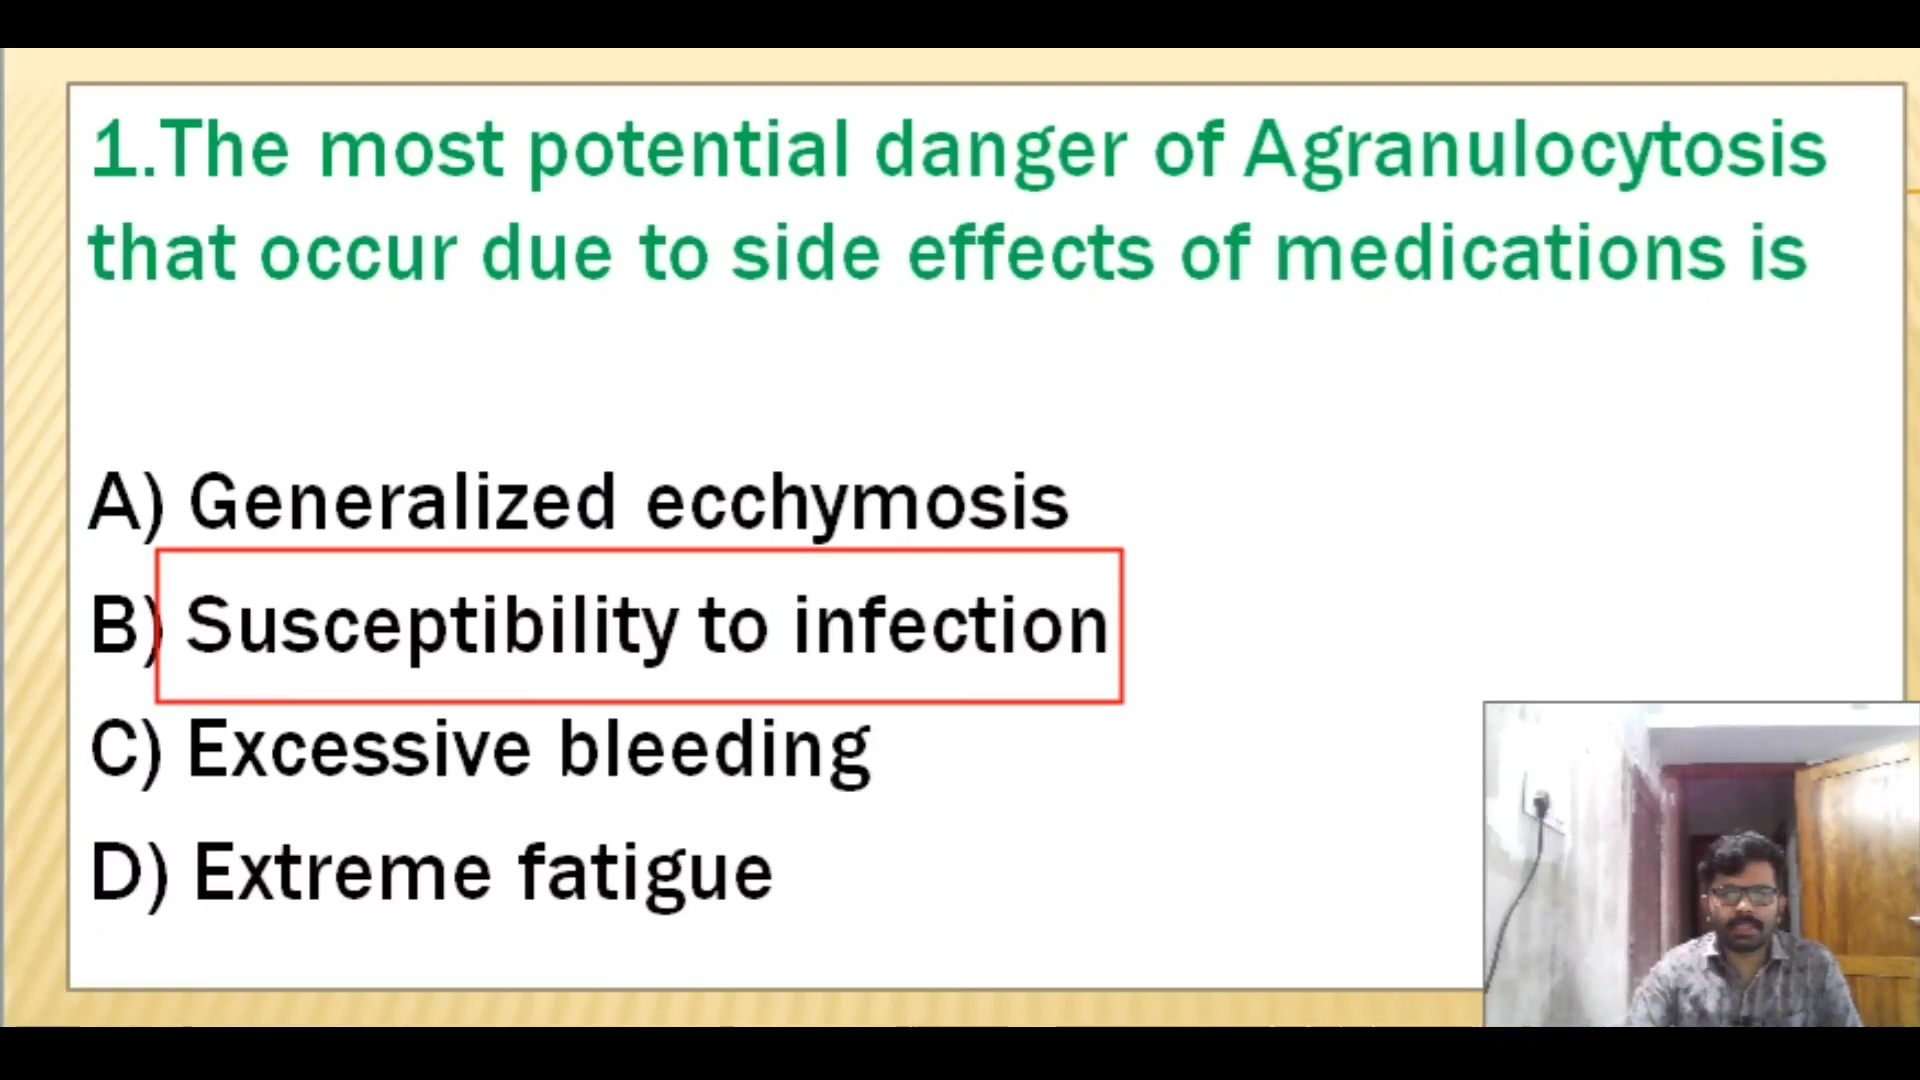 1.The most potential danger of Agranulocytosis
that occur due to side effects of medications is
A) Generalized ecchymosis
B) Susceptibility to infection
C) Excessive bleeding
D) Extreme fatigue